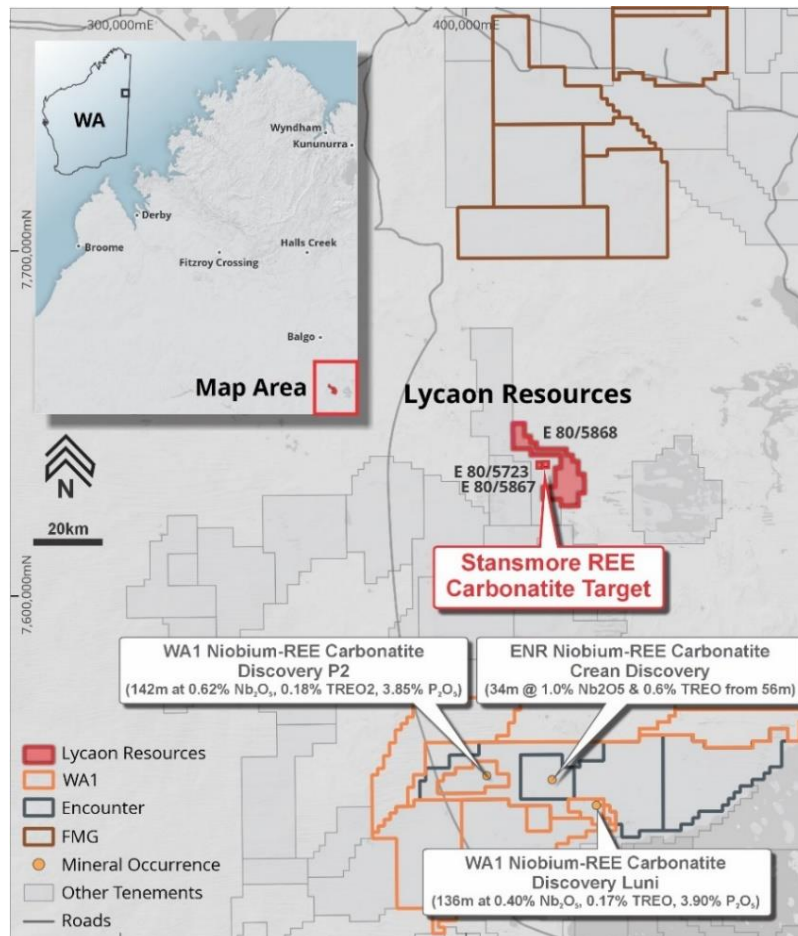 300,000mE
400,000mE
7,700,000mN
7,600,000mN
WA
Wyndham
Kununurra
Derby
Broome
Fitzroy Crossing
Halls Creek
Balgo
Map Area
Lycaon Resources
E 80/5868
E 80/5723
E 80/5867
N
20km
Stansmore REE
Carbonatite Target
WA1 Niobium-REE Carbonatite
Discovery P2
(142m at 0.62% Nb₂O₅, 0.18% TREO2, 3.85% P₂O₅)
ENR Niobium-REE Carbonatite
Crean Discovery
(34m @ 1.0% Nb2O5 & 0.6% TREO from 56m)
Lycaon Resources
WA1
Encounter
FMG
Mineral Occurrence
Other Tenements
Roads
WA1 Niobium-REE Carbonatite
Discovery Luni
(136m at 0.40% Nb₂O₅, 0.17% TREO, 3.90% P₂O₅)